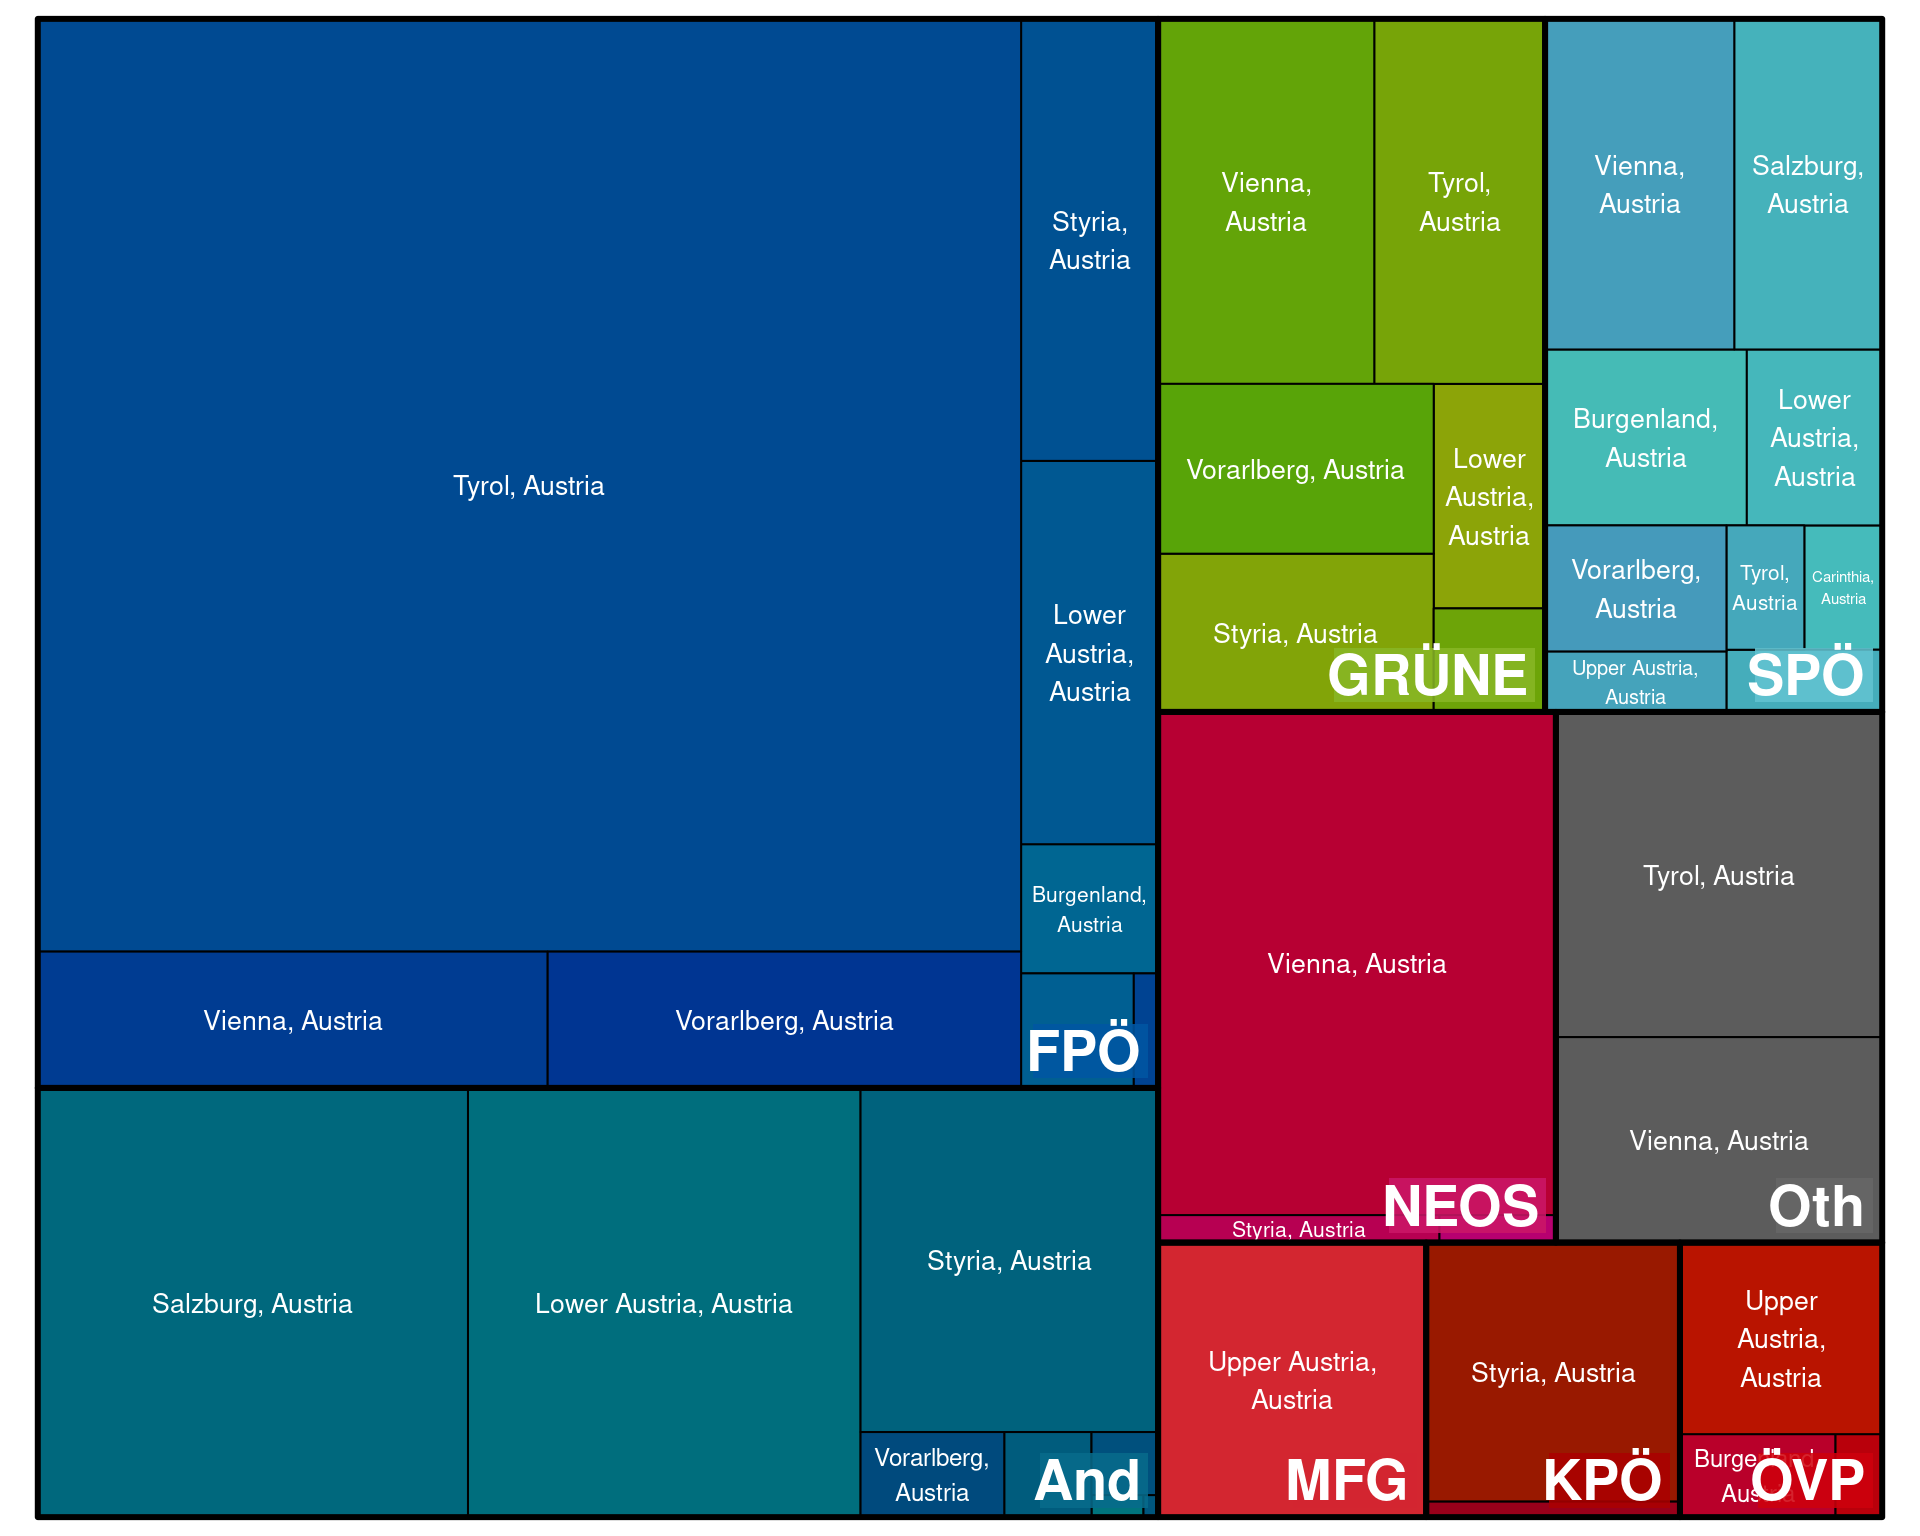 Tyrol, Austria
Styria,
Austria
Lower
Austria,
Austria
Burgenland,
Austria
Vienna, Austria
Vorarlberg, Austria
FPÖ
Salzburg, Austria
Lower Austria, Austria
Styria, Austria
Vorarlberg,
Austria
And
Vienna,
Austria
Tyrol,
Austria
Vorarlberg, Austria
Lower
Austria,
Austria
Styria, Austria
GRÜNE
Vienna,
Austria
Salzburg,
Austria
Burgenland,
Austria
Lower
Austria,
Austria
Vorarlberg,
Austria
Tyrol,
Austria
Carinthia,
Austria
Upper Austria,
Austria
SPÖ
Vienna, Austria
Styria, Austria
NEOS
Tyrol, Austria
Vienna, Austria
Oth
Upper Austria,
Austria
MFG
Styria, Austria
KPÖ
Upper
Austria,
Austria
ÖVP